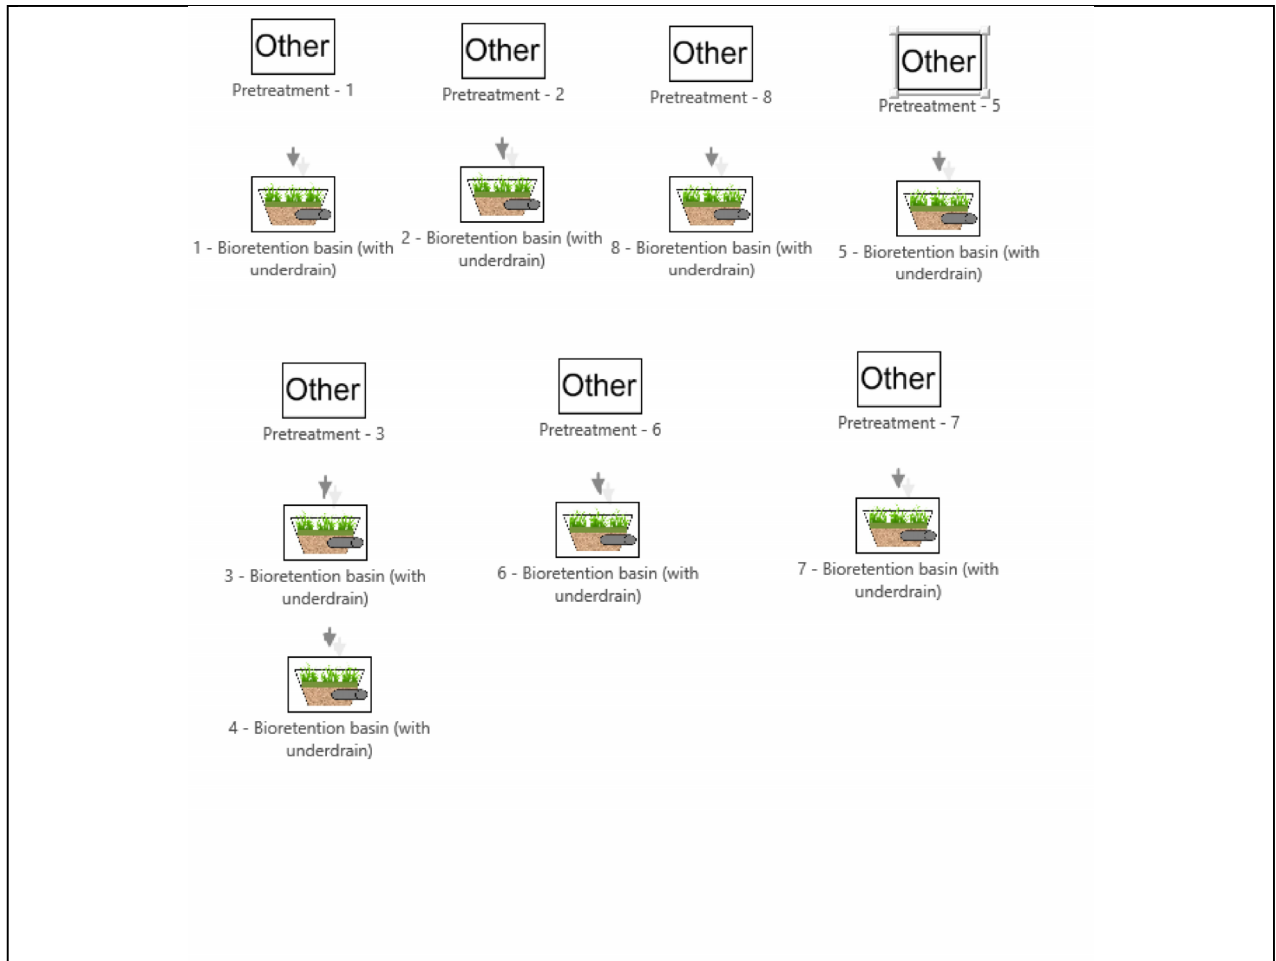 Other
Pretreatment - 1
Other
Pretreatment - 2
Other
Pretreatment - 8
Other
Pretreatment - 5
1 - Bioretention basin (with
underdrain)
2 - Bioretention basin (with
underdrain)
8 - Bioretention basin (with
underdrain)
5 - Bioretention basin (with
underdrain)
Other
Pretreatment - 3
Other
Pretreatment - 6
Other
Pretreatment - 7
3 - Bioretention basin (with
underdrain)
6 - Bioretention basin (with
underdrain)
7 - Bioretention basin (with
underdrain)
4 - Bioretention basin (with
underdrain)